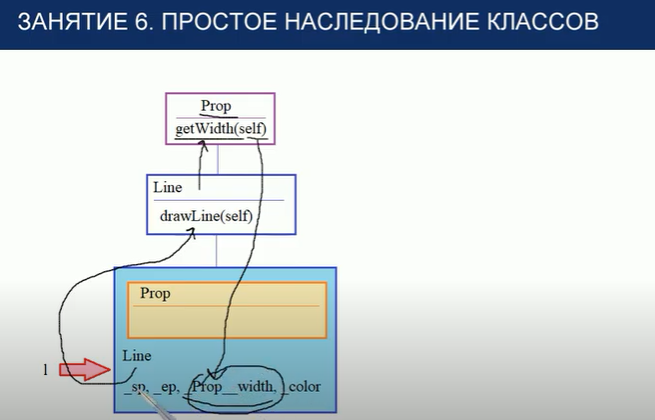 ЗАНЯТИЕ 6. ПРОСТОЕ НАСЛЕДОВАНИЕ КЛАССОВ
Prop
getWidth(self)
Line
drawLine(self)
Prop
Line
l
_sp, _ep, _Prop__width, _color